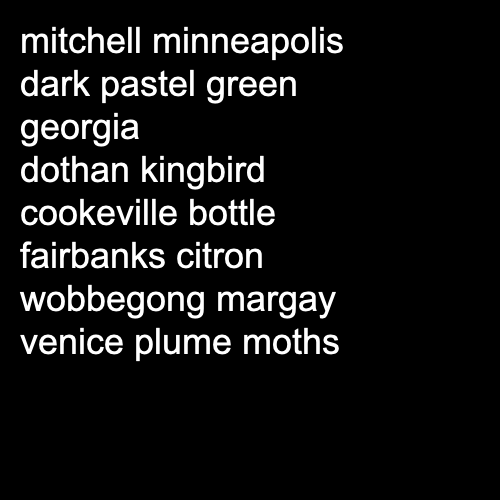 mitchell minneapolis
dark pastel green
georgia
dothan kingbird
cookeville bottle
fairbanks citron
wobbegong margay
venice plume moths